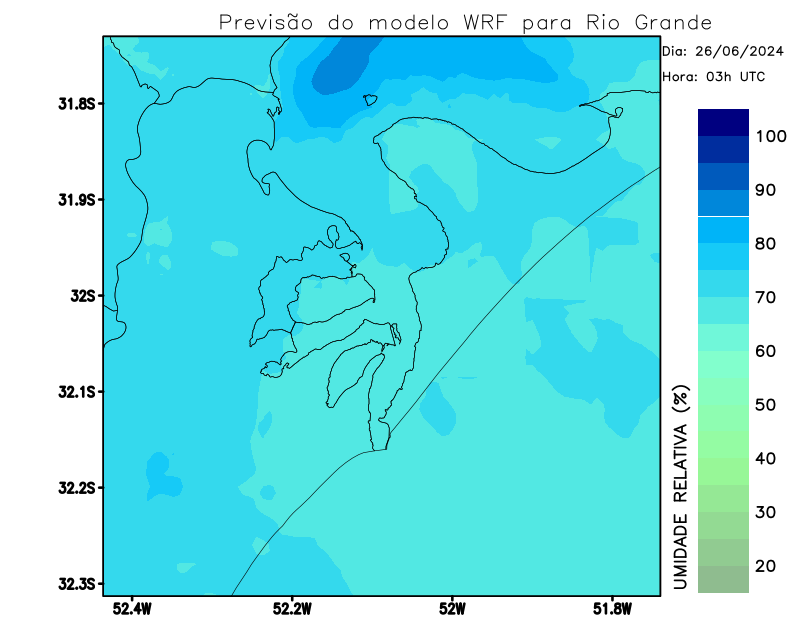 Previsão do modelo WRF para Rio Grande
Dia: 26/06/2024
Hora: 03h UTC
31.8S
31.9S
32S
32.1S
32.2S
32.3S
52.4W
52.2W
52W
51.8W
100
90
80
70
60
50
40
30
20
UMIDADE RELATIVA (%)